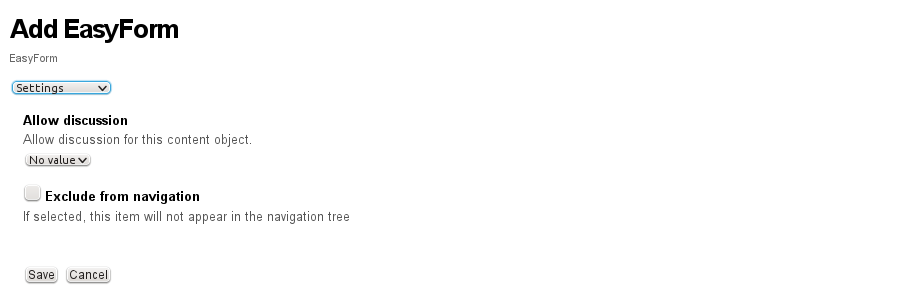 Add EasyForm
EasyForm
Settings
Allow discussion
Allow discussion for this content object.
No value
Exclude from navigation
If selected, this item will not appear in the navigation tree
Save Cancel